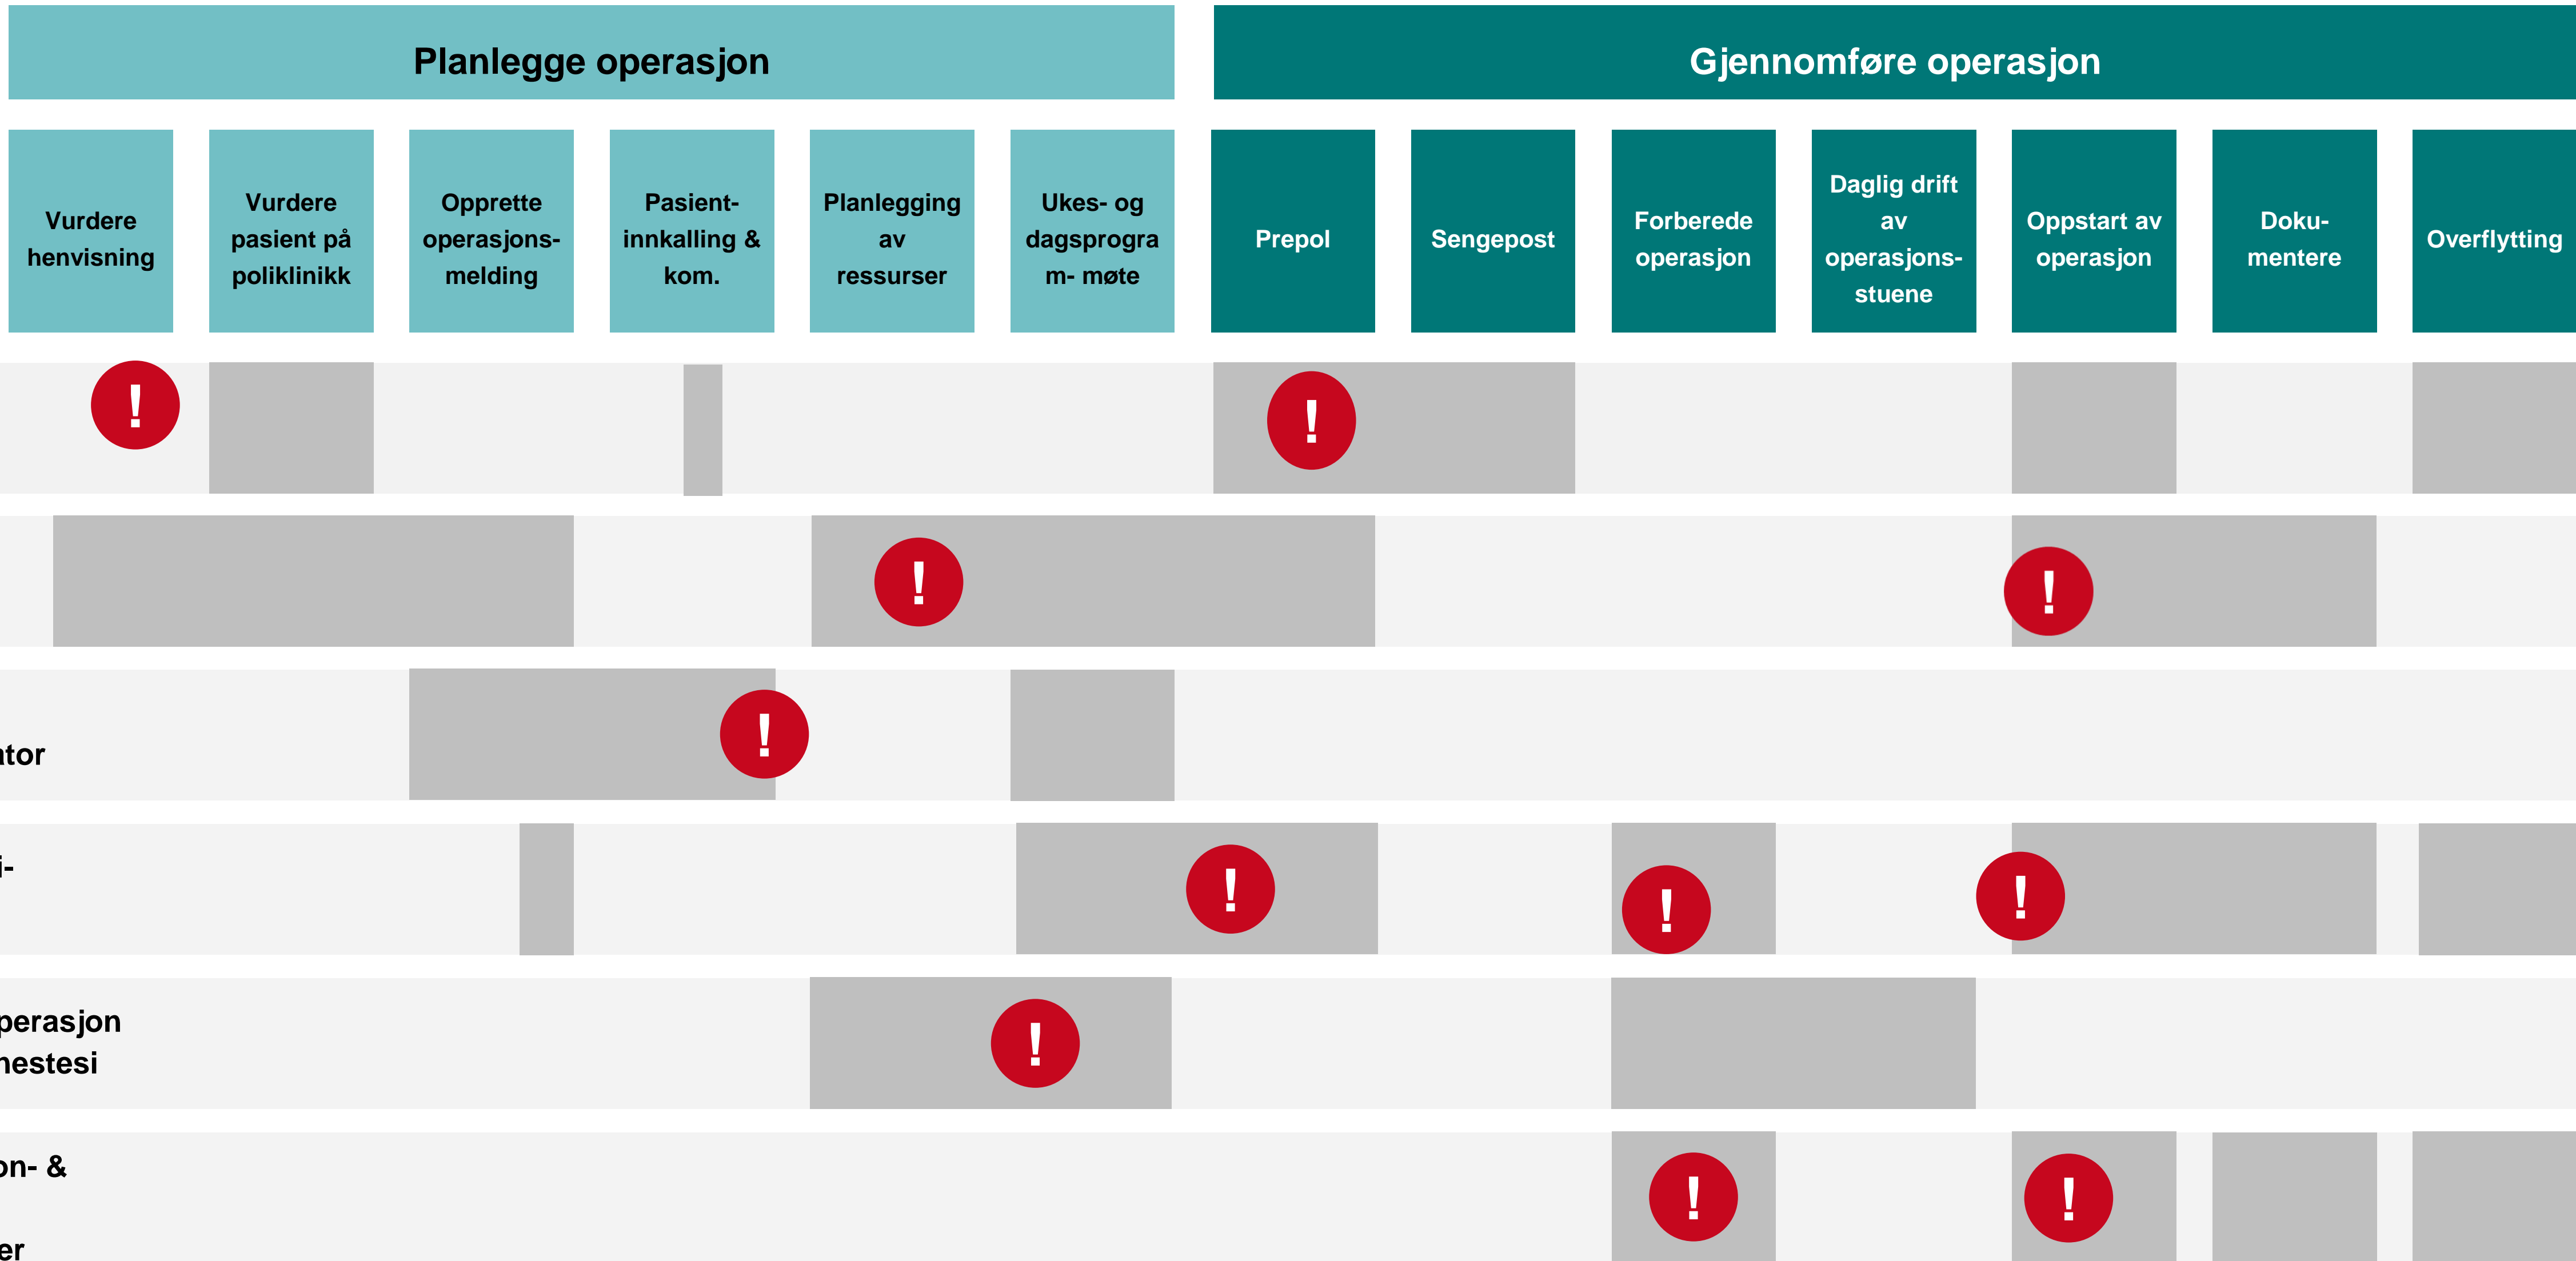 Planlegge operasjon
Gjennomføre operasjon
Vurdere
henvisning
Vurdere
pasient på
poliklinikk
Opprette
operasjons-
melding
Pasient-
innkalling &
kom.
Planlegging
av
ressurser
Ukes- og
dagsprogra
m- møte
Prepol
Sengepost
Forberede
operasjon
Daglig drift
av
operasjons-
stuene
Oppstart av
operasjon
Doku-
mentere
Overflytting
!
!
!
!
ator
!
i-
!
!
!
perasjon
nestesi
!
on- &
er
!
!